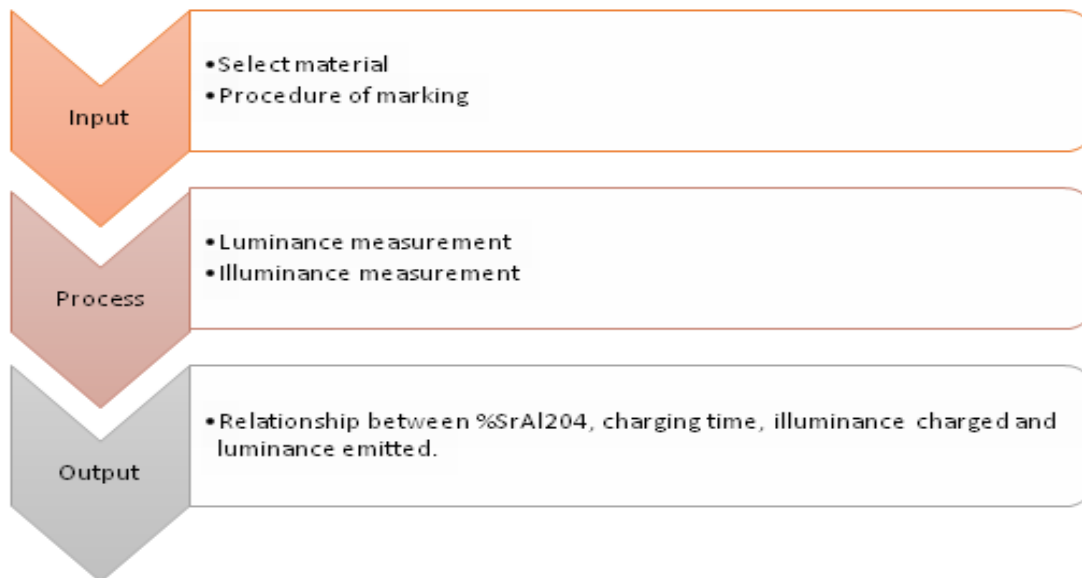 Input
•Select material
•Procedure of marking
Process
•Luminance measurement
•Illuminance measurement
Output
•Relationship between %SrAl204, charging time, illuminance charged and
luminance emitted.